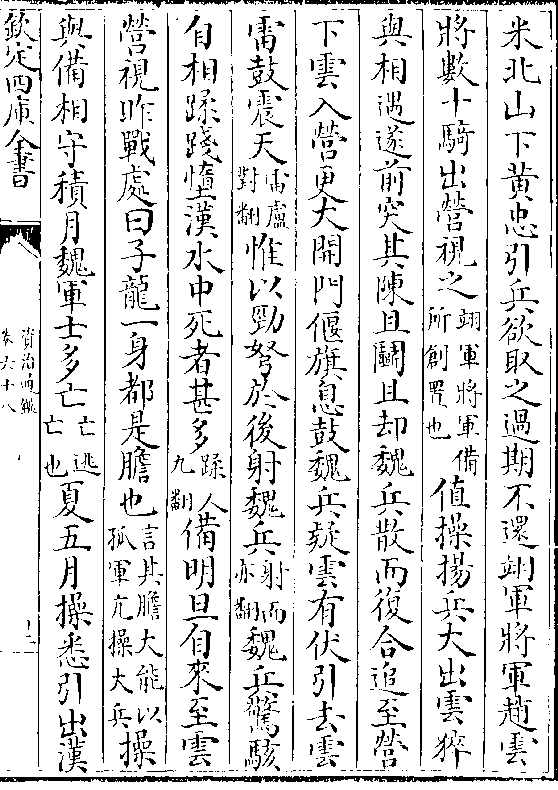 米北山下黄忠引兵欲取之過期不還翊軍將軍趙雲
將數十騎出營視之翊軍將軍備所創置也值操揚兵大出雲猝
與相遇遂前突其陳且鬭且却魏兵散而復合追至營
下雲入營更大開門偃旗息鼓魏兵疑雲有伏引去雲
雷鼓震天雷盧對翻惟以勁弩於後射魏兵射而亦翻魏兵驚駭
自相蹂踐墮漢水中死者甚多蹂人九翻備明旦自來至雲
營視昨戰處曰子龍一身都是膽也言其膽大能以孤軍亢操大兵操
與備相守積月魏軍士多亡亡逃亡也夏五月操悉引出漢
欽定四庫全書
資治通鑑
卷六十八